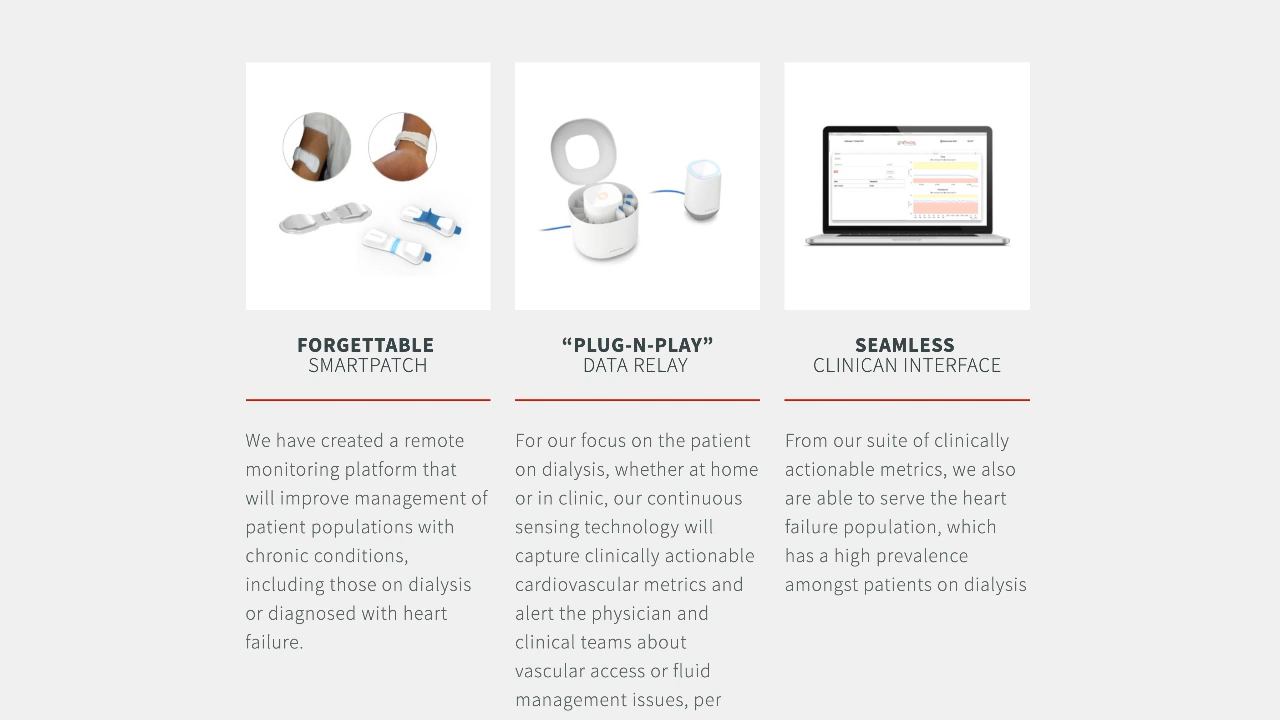 FORGETTABLE
SMARTPATCH
We have created a remote
monitoring platform that
will improve management of
patient populations with
chronic conditions,
including those on dialysis
or diagnosed with heart
failure.
“PLUG-N-PLAY”
DATA RELAY
For our focus on the patient
on dialysis, whether at home
or in clinic, our continuous
sensing technology will
capture clinically actionable
cardiovascular metrics and
alert the physician and
clinical teams about
vascular access or fluid
management issues, per
SEAMLESS
CLINICAN INTERFACE
From our suite of clinically
actionable metrics, we also
are able to serve the heart
failure population, which
has a high prevalence
amongst patients on dialysis